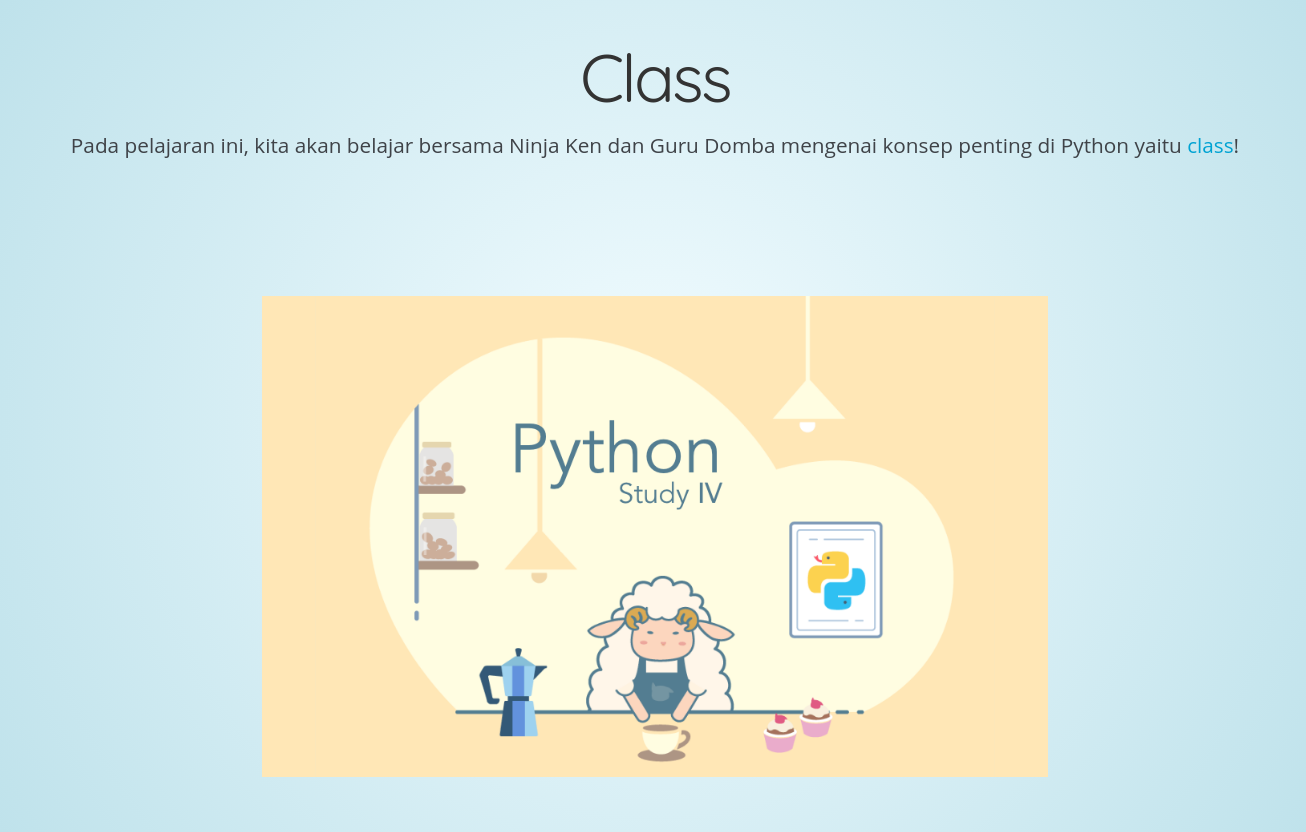 Class
Pada pelajaran ini, kita akan belajar bersama Ninja Ken dan Guru Domba mengenai konsep penting di Python yaitu class!
Python
Study IV